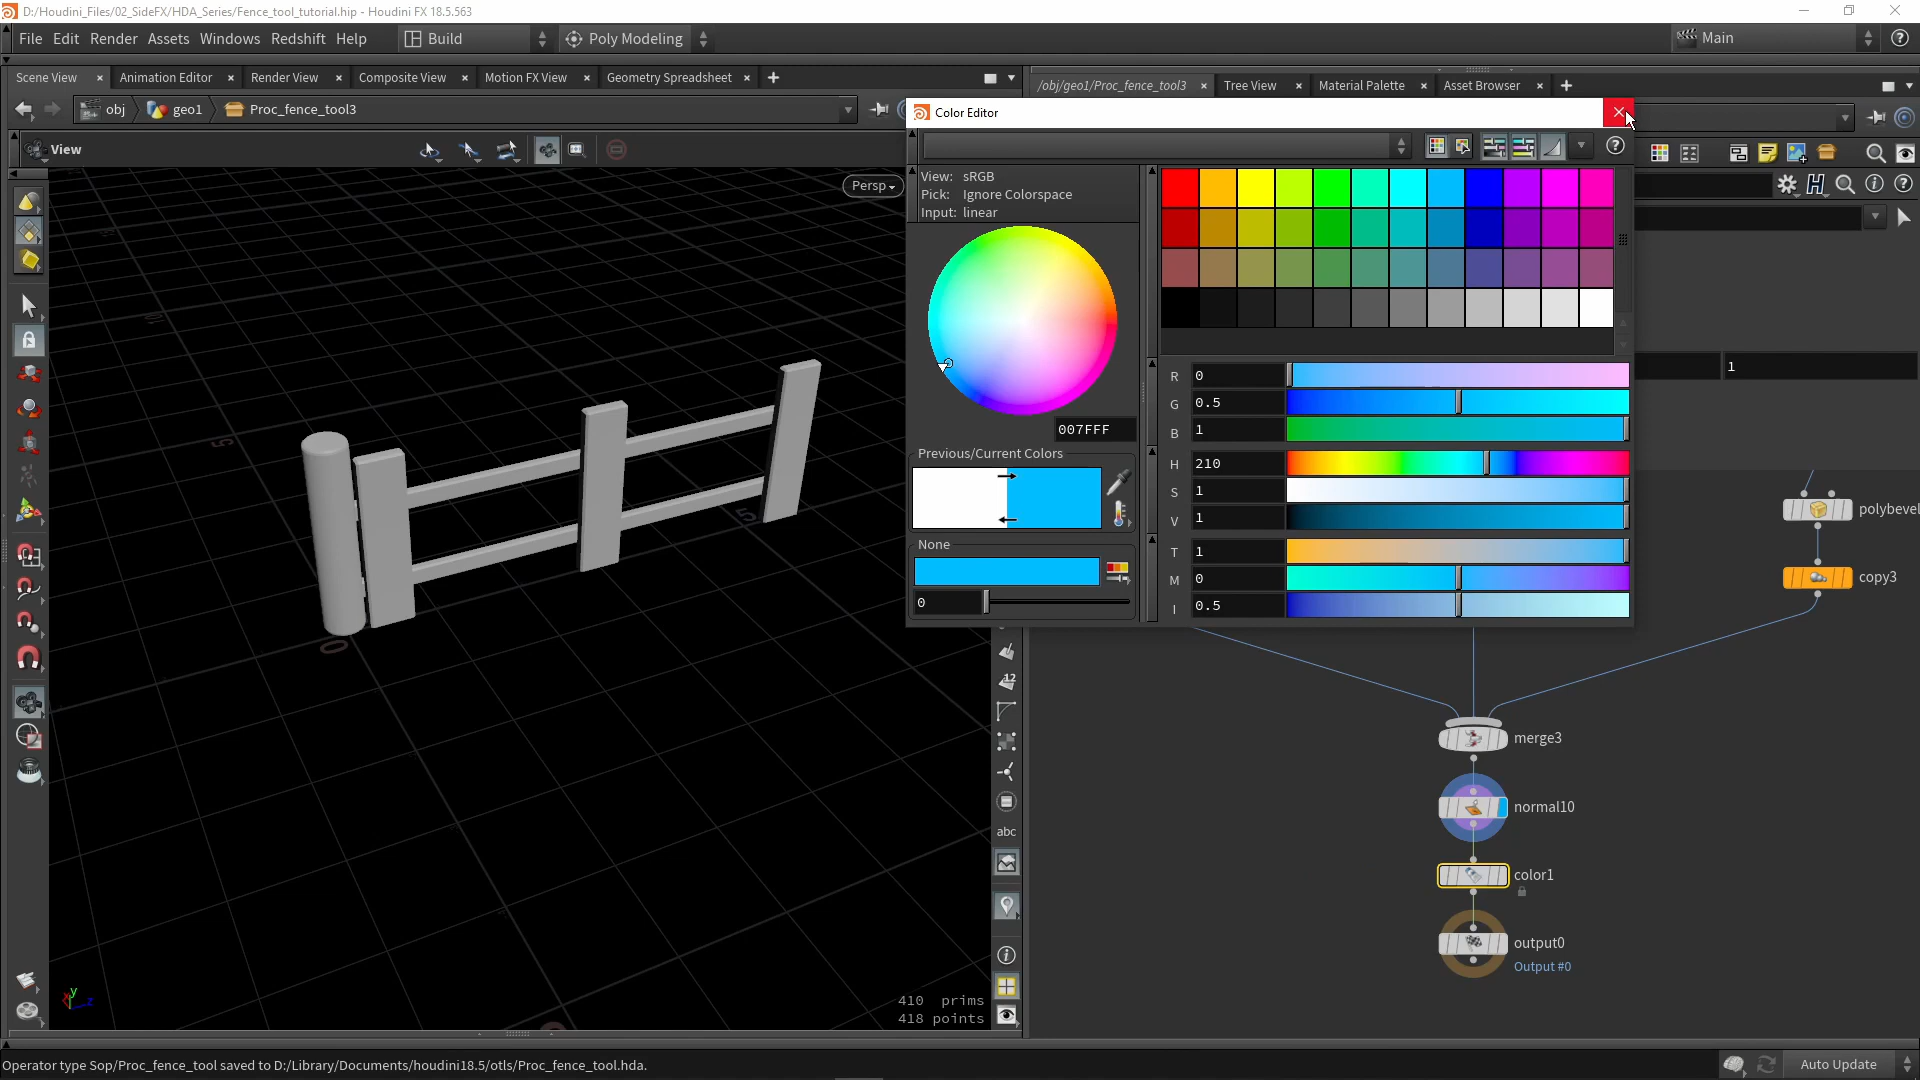 D:/Houdini_Files/02_SideFX/HDA_Series/Fence_tool_tutorial.hip - Houdini FX 18.5.563
File Edit Render Assets Windows Redshift Help
Build
Poly Modeling
Main
Scene View
Animation Editor
Render View
Composite View
Motion FX View
Geometry Spreadsheet
/obj/geo1/Proc_fence_tool3
Tree View
Material Palette
Asset Browser
obj
geo1
Proc_fence_tool3
View
Persp
Color Editor
View: sRGB
Pick: Ignore Colorspace
Input: linear
007FFF
Previous/Current Colors
None
0
R 0
G 0.5
B 1
H 210
S 1
V 1
T 1
M 0
I 0.5
1
polybevel
copy3
merge3
normal10
color1
output0
Output #0
5
5
0
12
abc
y
x
z
410 prims
418 points
Operator type Sop/Proc_fence_tool saved to D:/Library/Documents/houdini18.5/otls/Proc_fence_tool.hda.
Auto Update